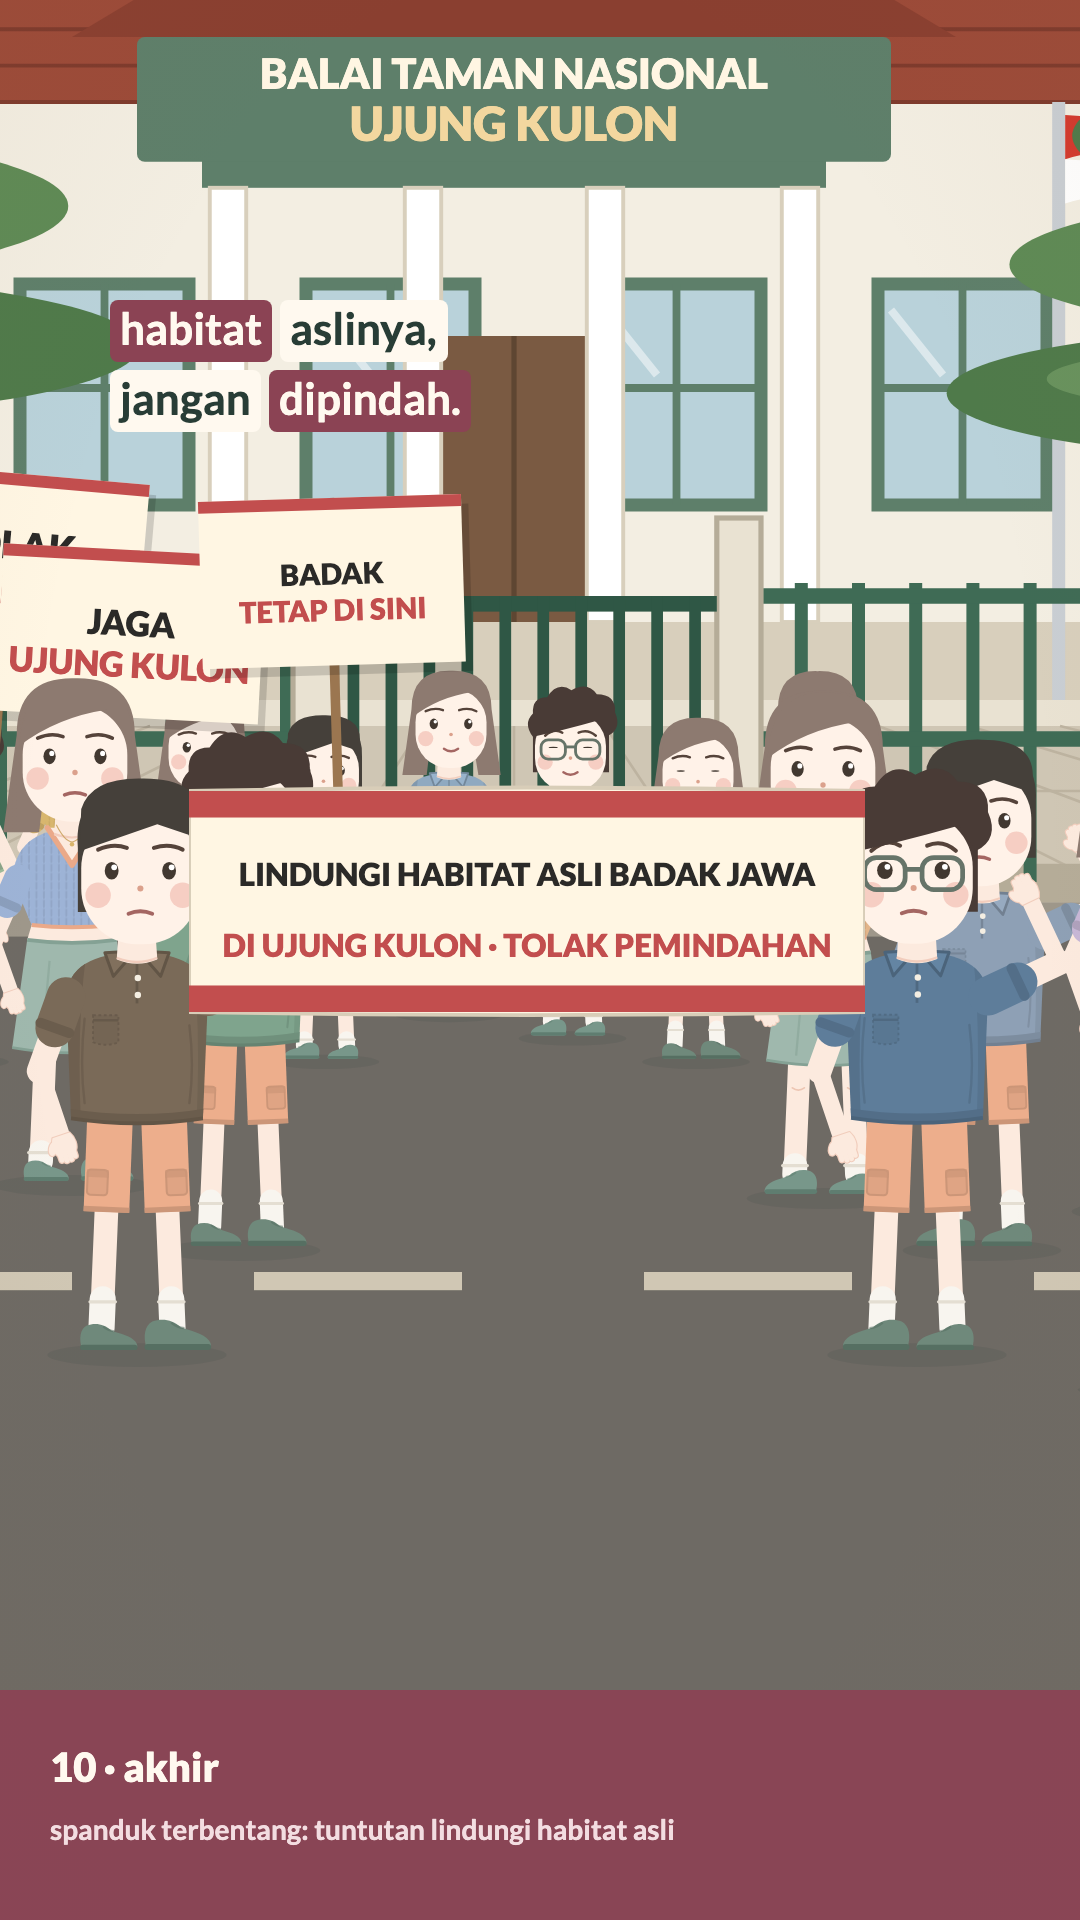 BALAI TAMAN NASIONAL
UJUNG KULON
habitat aslinya,
jangan dipindah.
BADAK
TETAP DI SINI
JAGA
UJUNG KULON
LINDUNGI HABITAT ASLI BADAK JAWA
DI UJUNG KULON • TOLAK PEMINDAHAN
10 • akhir
spanduk terbentang: tuntutan lindungi habitat asli